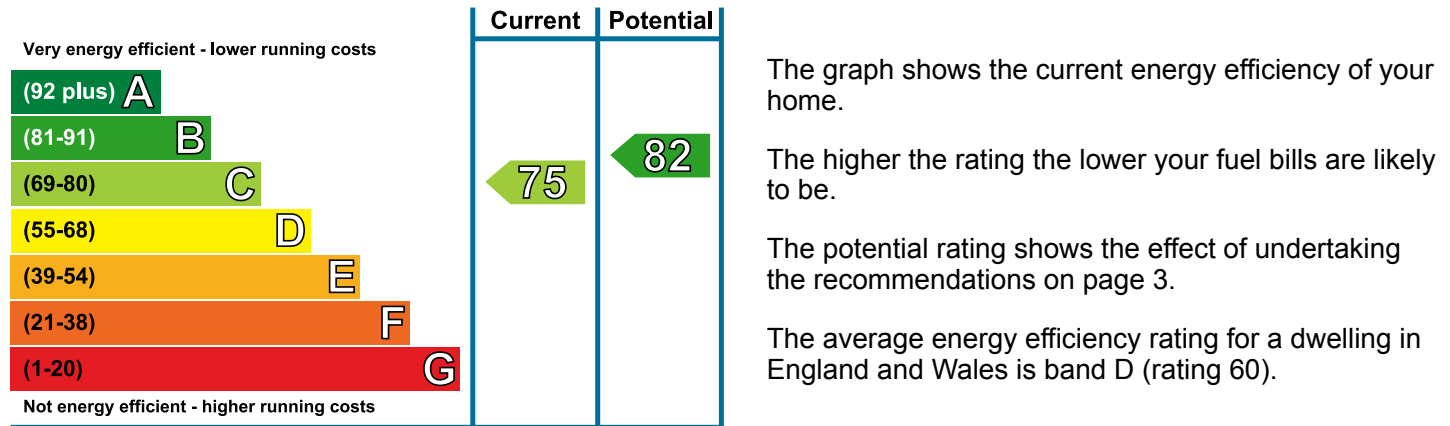 Current Potential
Very energy efficient - lower running costs
(92 plus) A
(81-91) B
(69-80) C
(55-68) D
(39-54) E
(21-38) F
(1-20) G
Not energy efficient - higher running costs
75
82
The graph shows the current energy efficiency of your
home.
The higher the rating the lower your fuel bills are likely
to be.
The potential rating shows the effect of undertaking
the recommendations on page 3.
The average energy efficiency rating for a dwelling in
England and Wales is band D (rating 60).